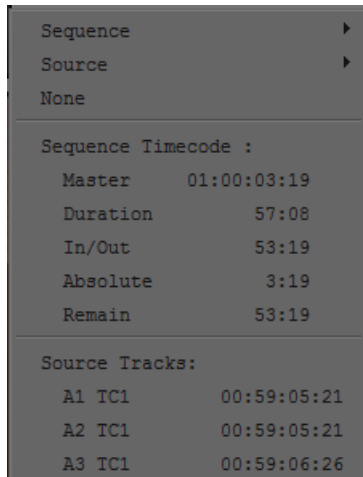 Sequence
Source
None
Sequence Timecode :
Master 01:00:03:19
Duration 57:08
In/Out 53:19
Absolute 3:19
Remain 53:19
Source Tracks:
A1 TC1 00:59:05:21
A2 TC1 00:59:05:21
A3 TC1 00:59:06:26